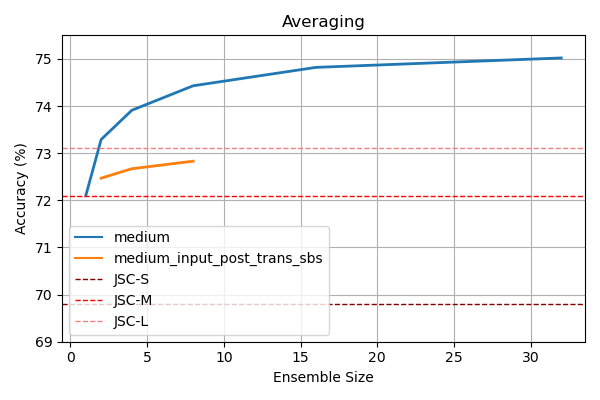 Averaging
Accuracy (%)
75
74
73
72
71
70
69
medium
medium_input_post_trans_sbs
JSC-S
JSC-M
JSC-L
0 5 10 15 20 25 30
Ensemble Size